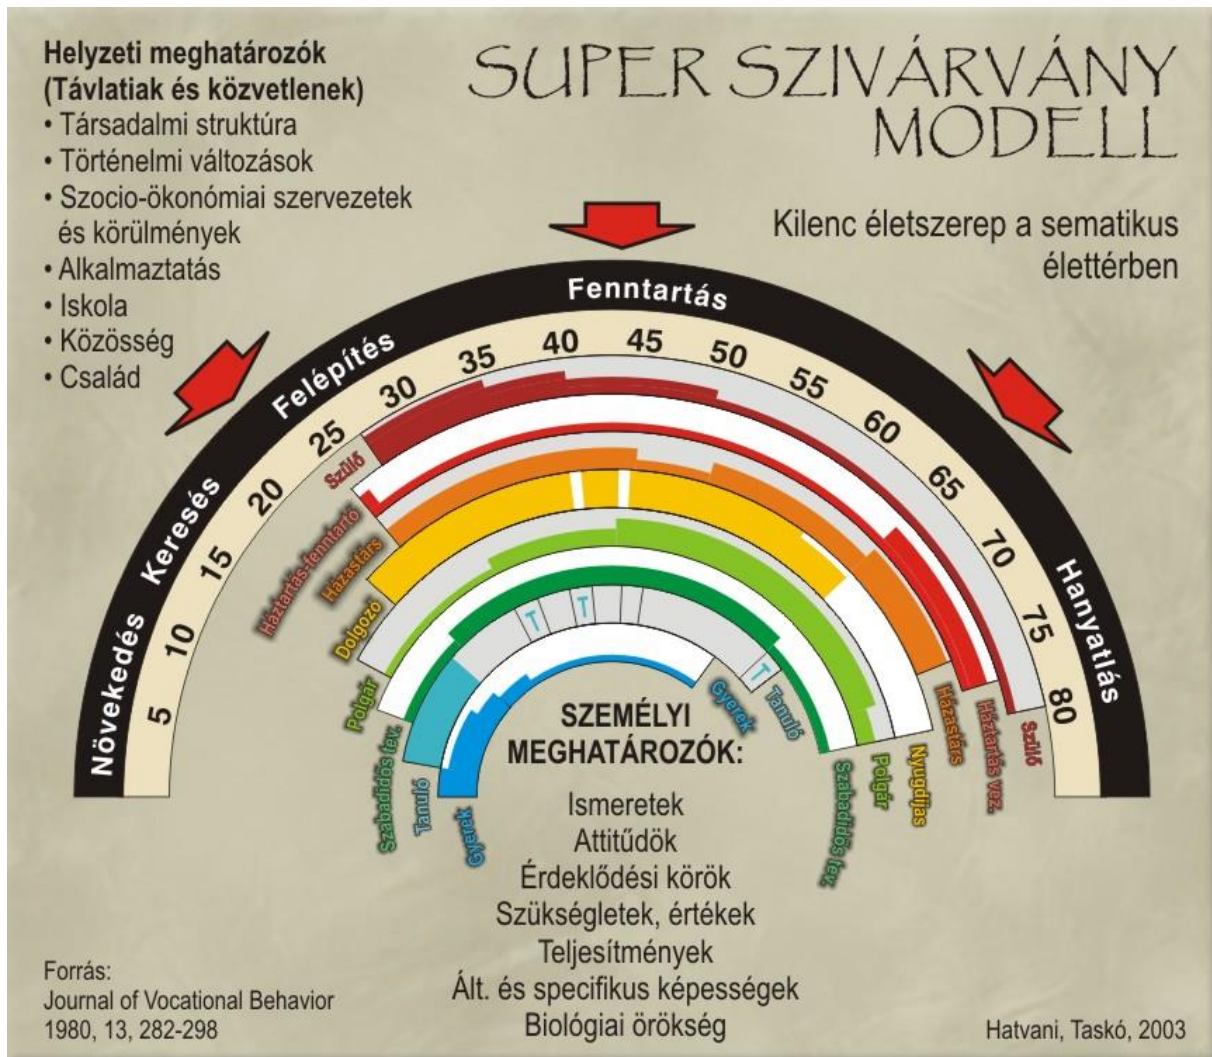 Helyzeti meghatározók
(Távlatiak és közvetlenek)
• Társadalmi struktúra
• Történelmi változások
• Szocio-ökonómiai szervezetek
és körülmények
• Alkalmaztatás
• Iskola
• Közösség
• Család
SUPER SZIVÁRVÁNY
MODELL
Kilenc életszerep a sematikus
élettérben
Növekedés
Keresés
Felépítés
Fenntartás
Hanyatlás
5
10
15
20
25
30
35
40
45
50
55
60
65
70
75
80
Szülő
Háztartás-fenntartó
Házastárs
Dolgozó
Polgár
Szabadidős tev.
Tanuló
Gyerek
T
T
T
Gyerek
Tanuló
Szabadidős tev.
Polgár
Nyugdíjas
Házastárs
Háztartás vez.
Szülő
SZEMÉLYI
MEGHATÁROZÓK:
Ismeretek
Attitűdök
Érdeklődési körök
Szükségletek, értékek
Teljesítmények
Ált. és specifikus képességek
Biológiai örökség
Forrás:
Journal of Vocational Behavior
1980, 13, 282-298
Hatvani, Taskó, 2003